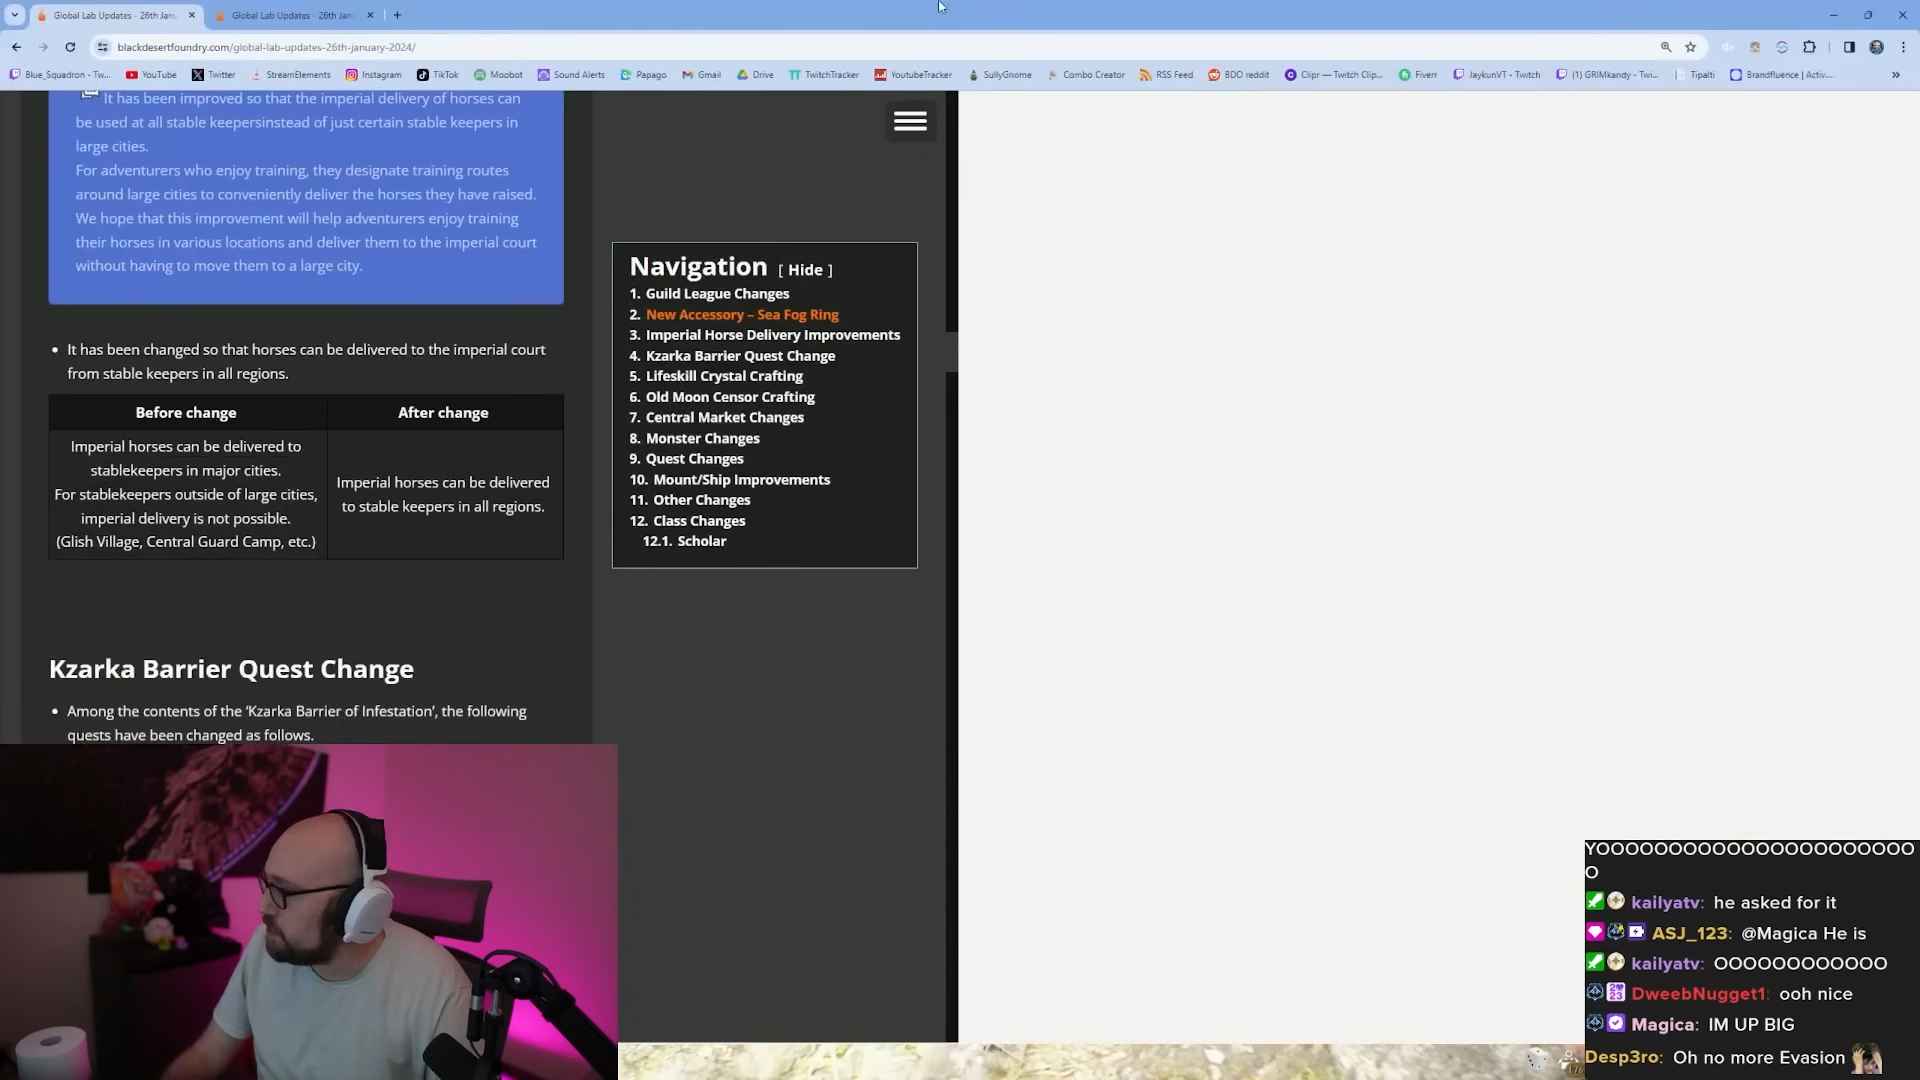 Global Lab Updates - 26th Janu
Global Lab Updates - 26th Janu
blackdesertfoundry.com/global-lab-updates-26th-january-2024/
Blue_Squadron - Tw...
YouTube
Twitter
StreamElements
Instagram
TikTok
Moobot
Sound Alerts
Papago
Gmail
Drive
TwitchTracker
YoutubeTracker
SullyGnome
Combo Creator
RSS Feed
BDO reddit
Clipr — Twitch Clip...
Fiverr
JaykunVT - Twitch
(1) GRIMkandy - Twi...
Tipalti
Brandfluence | Activ...
It has been improved so that the imperial delivery of horses can
be used at all stable keepersinstead of just certain stable keepers in
large cities.
For adventurers who enjoy training, they designate training routes
around large cities to conveniently deliver the horses they have raised.
We hope that this improvement will help adventurers enjoy training
their horses in various locations and deliver them to the imperial court
without having to move them to a large city.
It has been changed so that horses can be delivered to the imperial court
from stable keepers in all regions.
Before change
After change
Imperial horses can be delivered to
stablekeepers in major cities.
For stablekeepers outside of large cities,
imperial delivery is not possible.
(Glish Village, Central Guard Camp, etc.)
Imperial horses can be delivered
to stable keepers in all regions.
Kzarka Barrier Quest Change
Among the contents of the ‘Kzarka Barrier of Infestation’, the following
quests have been changed as follows.
Navigation [ Hide ]
1. Guild League Changes
2. New Accessory – Sea Fog Ring
3. Imperial Horse Delivery Improvements
4. Kzarka Barrier Quest Change
5. Lifeskill Crystal Crafting
6. Old Moon Censor Crafting
7. Central Market Changes
8. Monster Changes
9. Quest Changes
10. Mount/Ship Improvements
11. Other Changes
12. Class Changes
12.1. Scholar
YOOOOOOOOOOOOOOOOOOOOOO
O
kailyatv: he asked for it
ASJ_123: @Magica He is
kailyatv: OOOOOOOOOOOO
DweebNugget1: ooh nice
Magica: IM UP BIG
Desp3ro: Oh no more Evasion